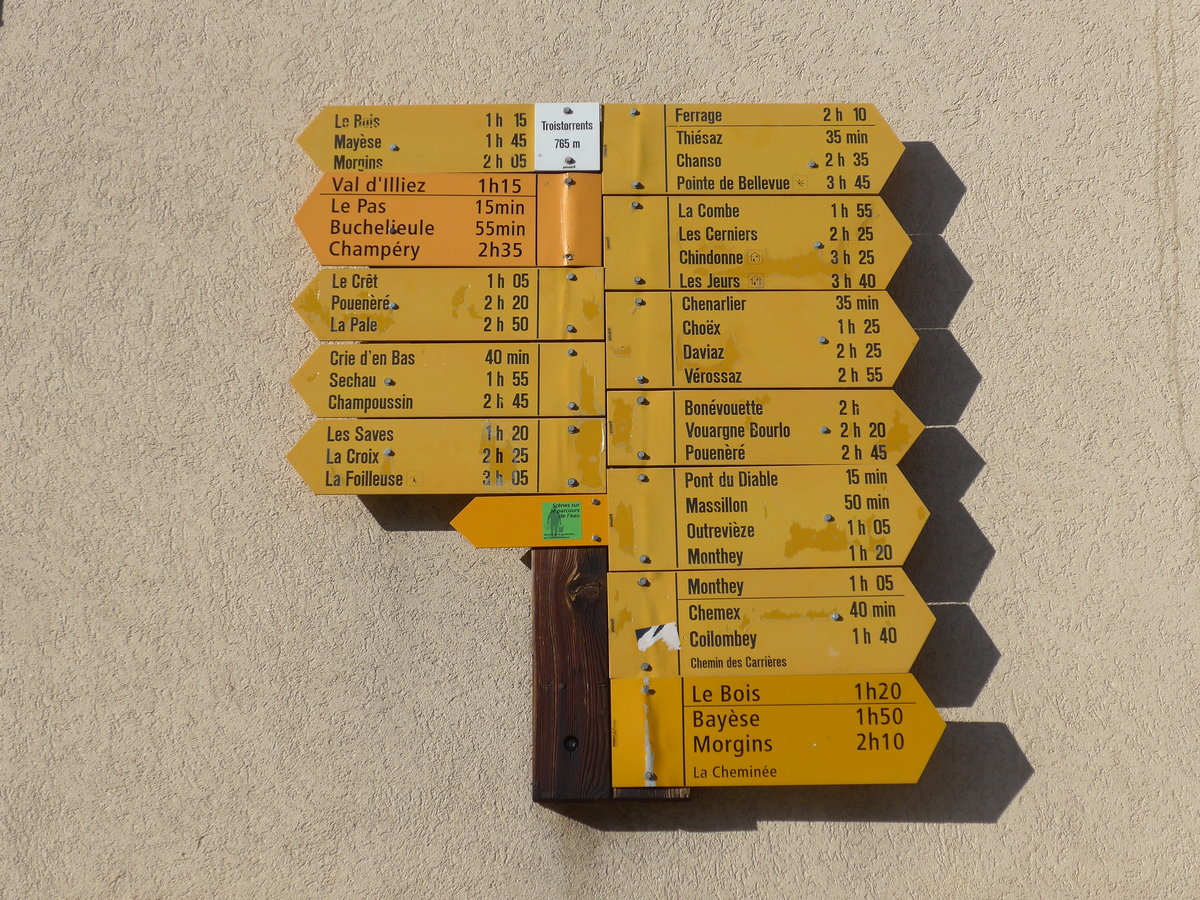 Le Bois 1 h 15
Mayèse 1 h 45
Morgins 2 h 05
Troistorrents
765 m
Val d'Illiez 1h15
Le Pas 15min
Buchelieule 55min
Champéry 2h35
Le Crêt 1 h 05
Pouenèré 2 h 20
La Pale 2 h 50
Crie d'en Bas 40 min
Sechau 1 h 55
Champoussin 2 h 45
Les Saves 1 h 20
La Croix 2 h 25
La Foilleuse 3 h 05
Scènes sur
le parcours
de l'eau
Ferrage 2 h 10
Thiésaz 35 min
Chanso 2 h 35
Pointe de Bellevue 3 h 45
La Combe 1 h 55
Les Cerniers 2 h 25
Chindonne 3 h 25
Les Jeurs 3 h 40
Chenarlier 35 min
Choëx 1 h 25
Daviaz 2 h 25
Vérossaz 2 h 55
Bonévouette 2 h
Vouargne Bourlo 2 h 20
Pouenèré 2 h 45
Pont du Diable 15 min
Massillon 50 min
Outrevièze 1 h 05
Monthey 1 h 20
Monthey 1 h 05
Chemex 40 min
Collombey 1 h 40
Chemin des Carrières
Le Bois 1h20
Bayèse 1h50
Morgins 2h10
La Cheminée